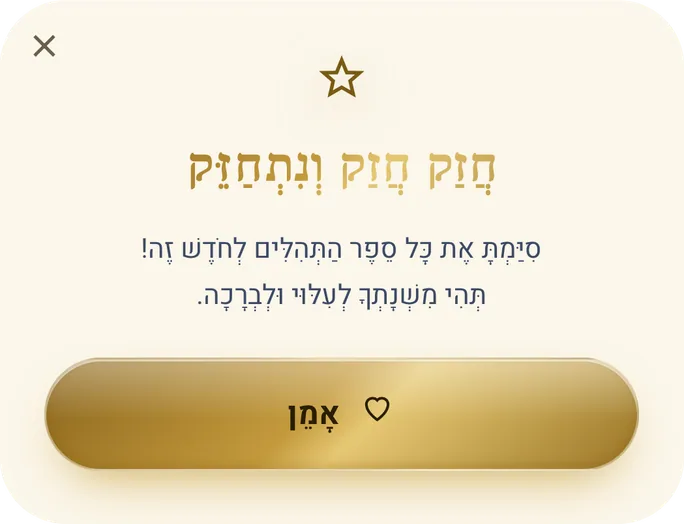 חֲזַק חֲזַק וְנִתְחַזֵּק
סִיַּמְתָּ אֶת כָּל סֵפֶר הַתְּהִלִּים לְחֹדֶשׁ זֶה!
תְּהִי מִשְׁנָתְךָ לְעִלּוּי וּלְבְרָכָה.
אָמֵן